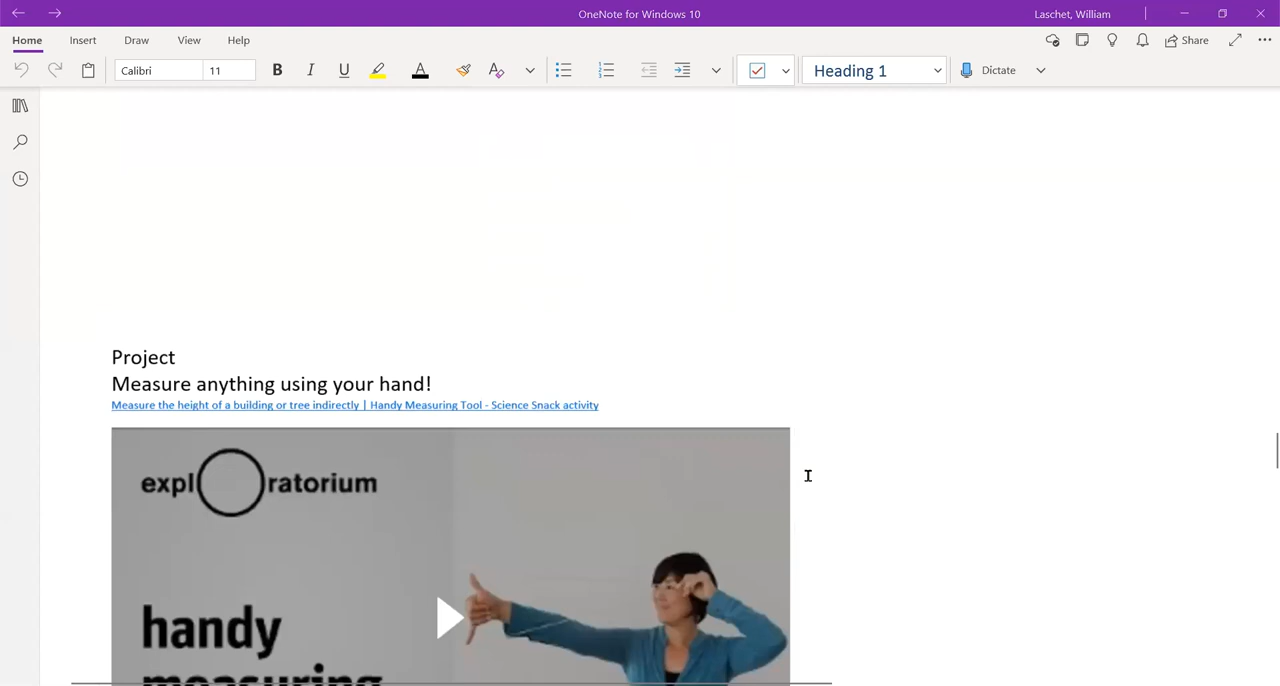 OneNote for Windows 10
Laschet, William
Home Insert Draw View Help
Share
Calibri 11 B I U A A Heading 1 Dictate
Project
Measure anything using your hand!
Measure the height of a building or tree indirectly | Handy Measuring Tool - Science Snack activity
explOratorium
handy
measuring